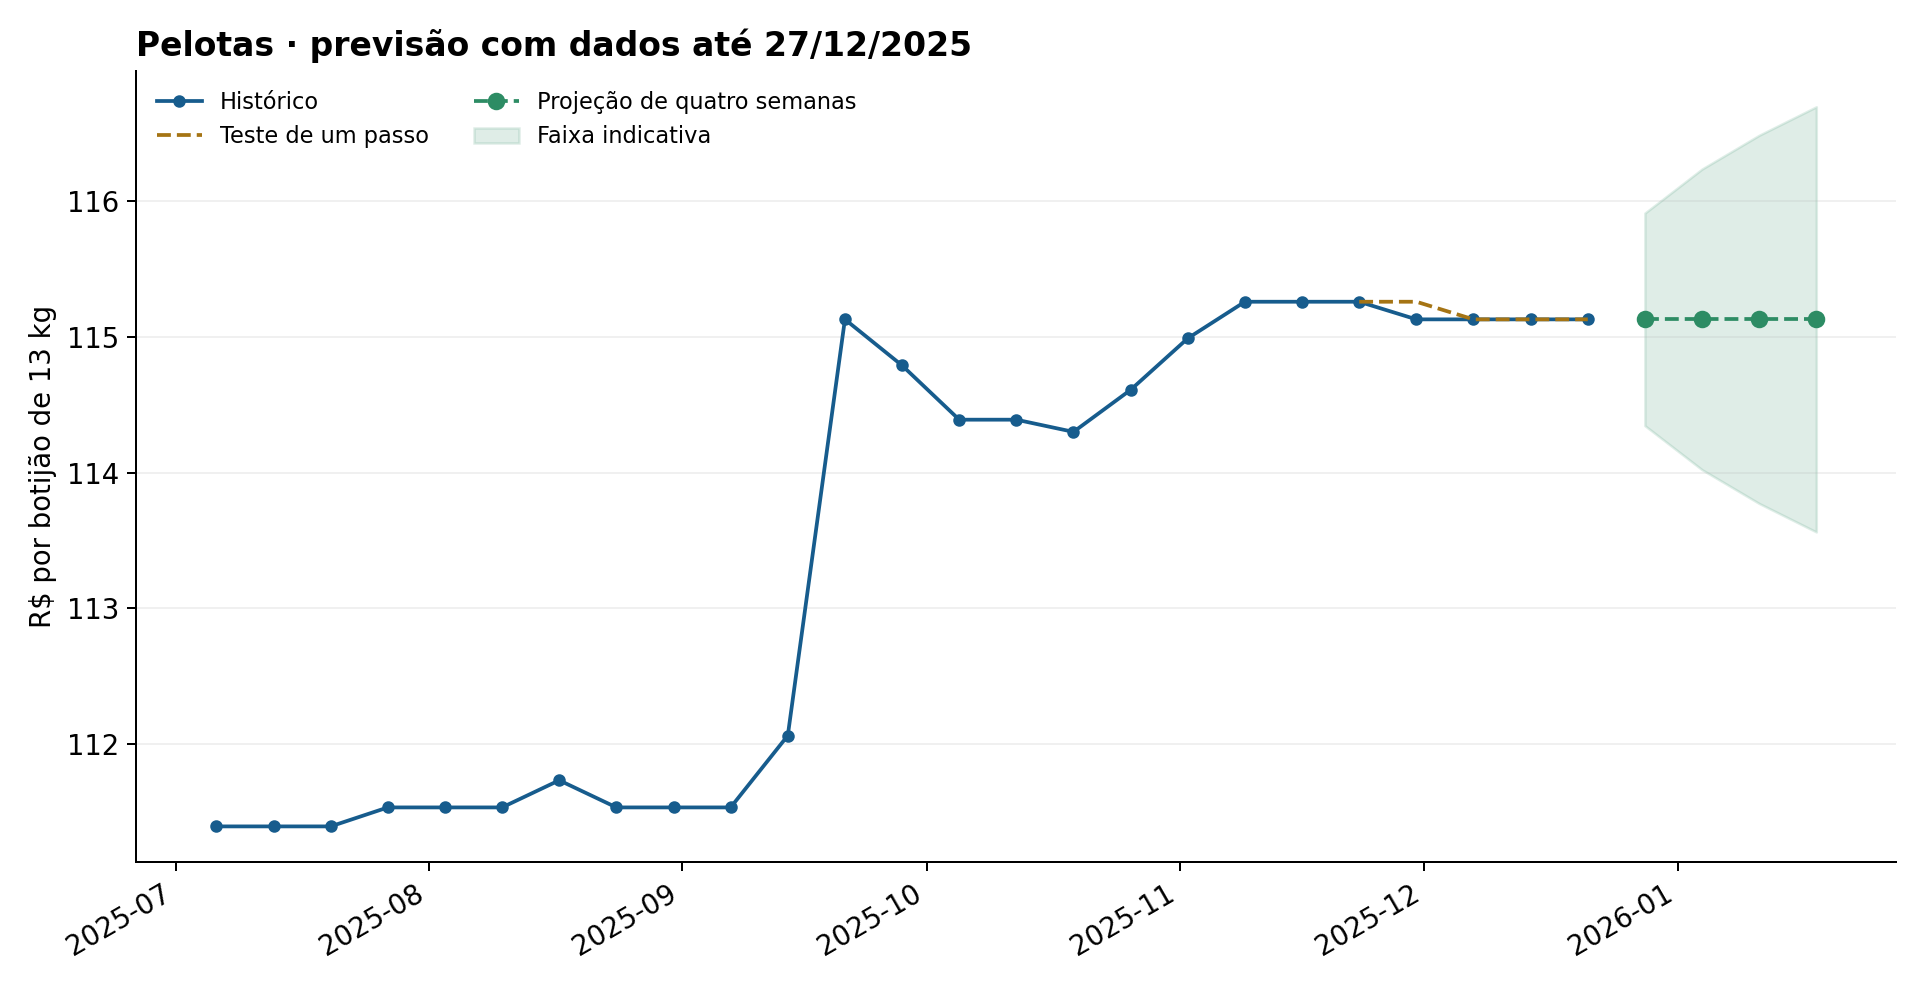 Pelotas · previsão com dados até 27/12/2025
Histórico
Teste de um passo
Projeção de quatro semanas
Faixa indicativa
R$ por botijão de 13 kg
116
115
114
113
112
2025-07
2025-08
2025-09
2025-10
2025-11
2025-12
2026-01